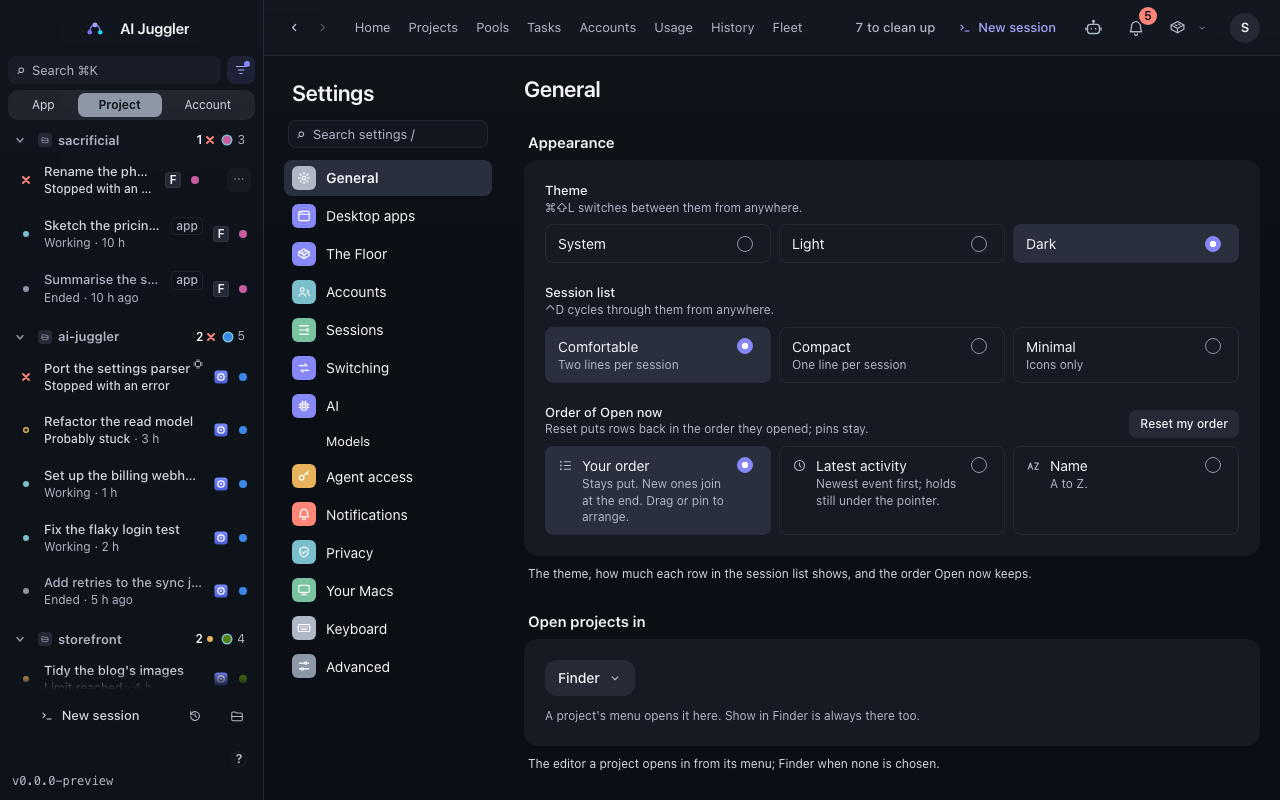 AI Juggler
Search ⌘K
App
Project
Account
sacrificial
1
3
Rename the ph...
Stopped with an ...
F
Sketch the pricin...
app
Working · 10 h
F
Summarise the s...
app
Ended · 10 h ago
F
ai-juggler
2
5
Port the settings parser
Stopped with an error
Refactor the read model
Probably stuck · 3 h
Set up the billing webh...
Working · 1 h
Fix the flaky login test
Working · 2 h
Add retries to the sync j...
Ended · 5 h ago
storefront
2
4
Tidy the blog's images
Limit reached · 4 h
New session
?
v0.0.0-preview
Home
Projects
Pools
Tasks
Accounts
Usage
History
Fleet
7 to clean up
New session
5
S
Settings
Search settings /
General
Desktop apps
The Floor
Accounts
Sessions
Switching
AI
Models
Agent access
Notifications
Privacy
Your Macs
Keyboard
Advanced
General
Appearance
Theme
⌘⇧L switches between them from anywhere.
System
Light
Dark
Session list
^D cycles through them from anywhere.
Comfortable
Two lines per session
Compact
One line per session
Minimal
Icons only
Order of Open now
Reset puts rows back in the order they opened; pins stay.
Reset my order
Your order
Stays put. New ones join
at the end. Drag or pin to
arrange.
Latest activity
Newest event first; holds
still under the pointer.
AZ
Name
A to Z.
The theme, how much each row in the session list shows, and the order Open now keeps.
Open projects in
Finder
A project's menu opens it here. Show in Finder is always there too.
The editor a project opens in from its menu; Finder when none is chosen.